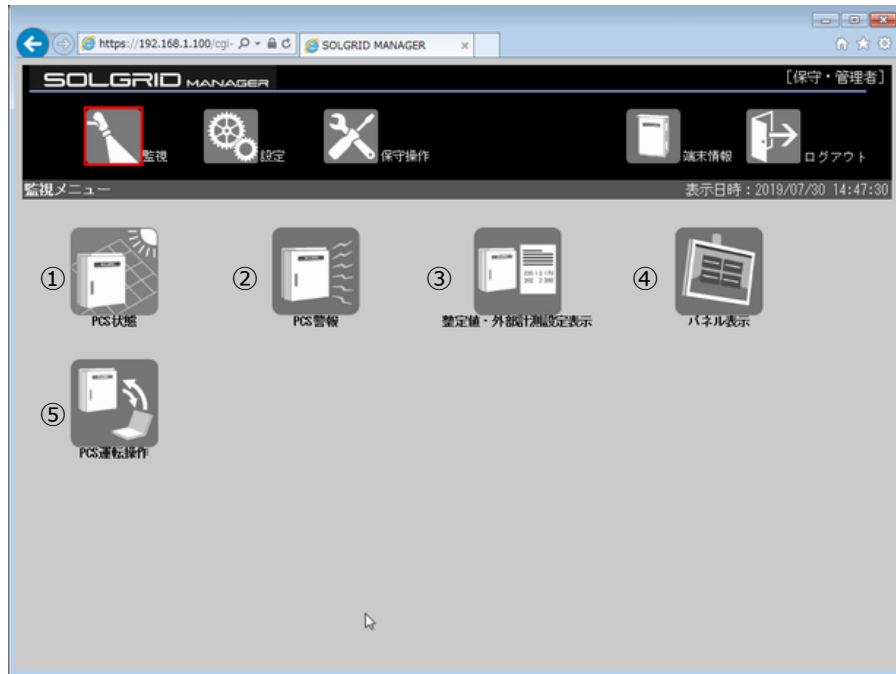 https://192.168.1.100/cgi-
SOLGRID MANAGER
SOLGRID MANAGER
[保守・管理者]
監視
設定
保守操作
端末情報
ログアウト
監視メニュー
表示日時：2019/07/30 14:47:30
①
PCS状態
②
PCS警報
③
整定値・外部計測設定表示
④
パネル表示
⑤
PCS運転操作